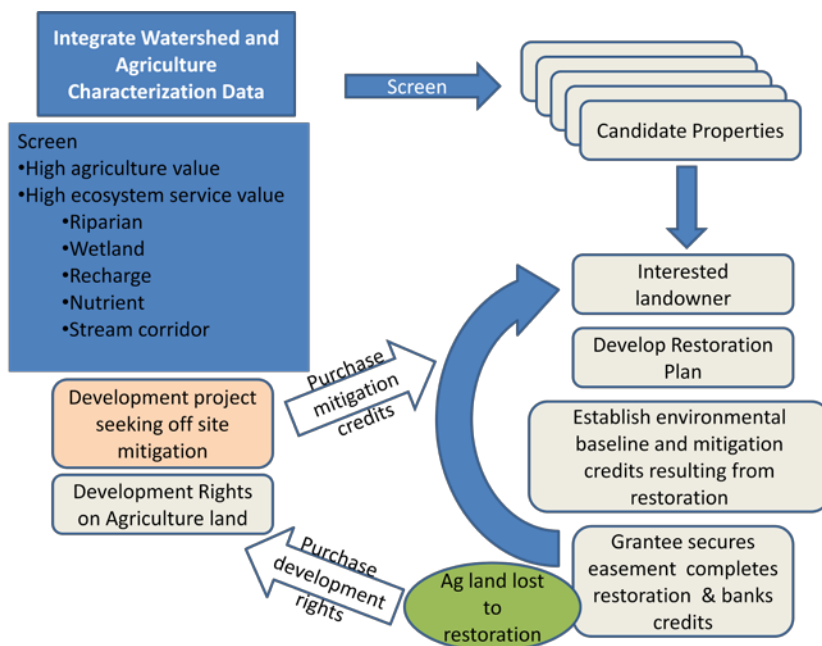 Integrate Watershed and
Agriculture
Characterization Data
Screen
Candidate Properties
Screen
•High agriculture value
•High ecosystem service value
•Riparian
•Wetland
•Recharge
•Nutrient
•Stream corridor
Interested
landowner
Develop Restoration
Plan
Purchase
mitigation
credits
Development project
seeking off site
mitigation
Establish environmental
baseline and mitigation
credits resulting from
restoration
Development Rights
on Agriculture land
Purchase
development
rights
Ag land lost
to
restoration
Grantee secures
easement completes
restoration & banks
credits